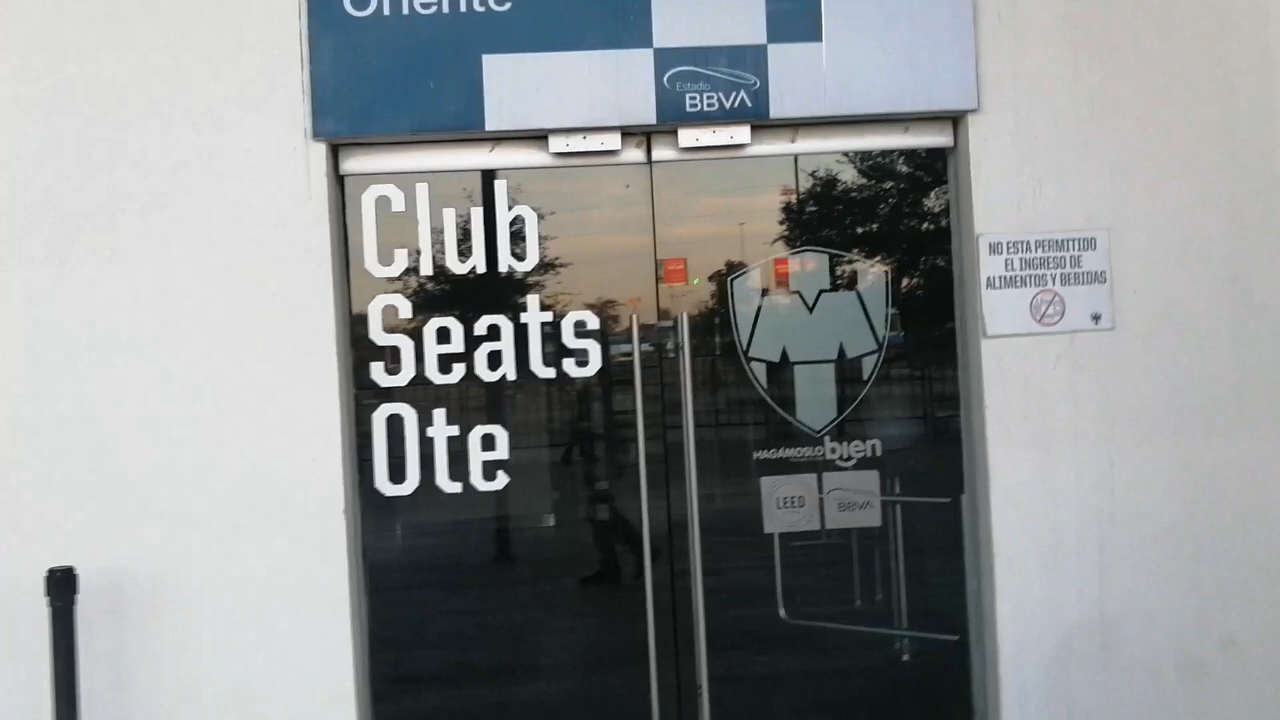 Oriente
Estadio
BBVA
Club
Seats
Ote
NO ESTA PERMITIDO
EL INGRESO DE
ALIMENTOS Y BEBIDAS
HAGÁMOSLO bien
LEED
BBVA